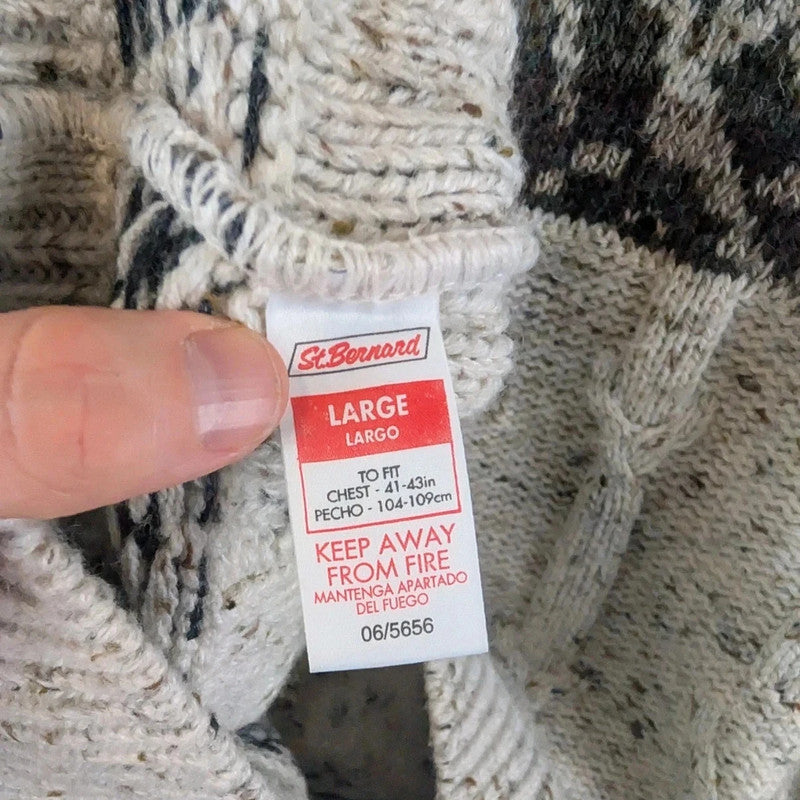 St.Bernard
LARGE
LARGO
TO FIT
CHEST - 41-43in
PECHO - 104-109cm
KEEP AWAY
FROM FIRE
MANTENGA APARTADO
DEL FUEGO
06/5656